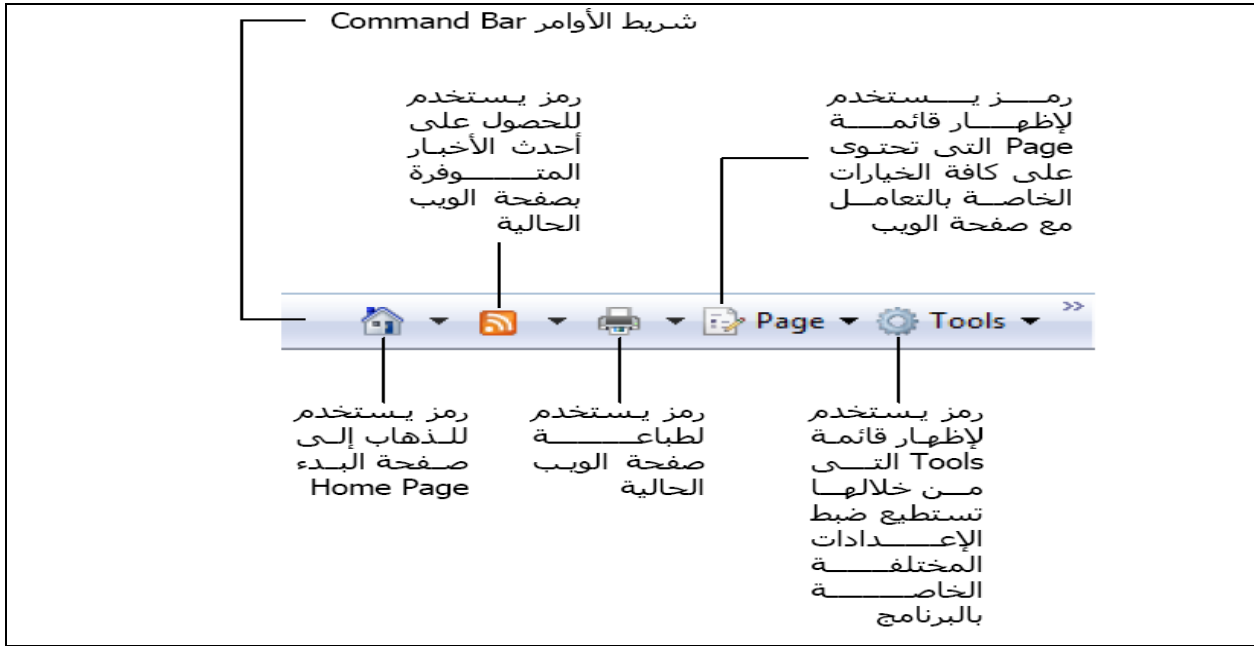 شريط الأوامر Command Bar
رمز يستخدم
لإظهار قائمة
Page التى تحتوى
على كافة الخيارات
الخاصة بالتعامل
مع صفحة الويب
رمز يستخدم
للحصول على
أحدث الأخبار
المتوفرة
بصفحة الويب
الحالية
Page
Tools
»
رمز يستخدم
للذهاب إلى
صفحة البدء
Home Page
رمز يستخدم
لطباعة
صفحة الويب
الحالية
رمز يستخدم
لإظهار قائمة
Tools التى
من خلالها
تستطيع ضبط
الإعدادات
المختلفة
الخاصة
بالبرنامج